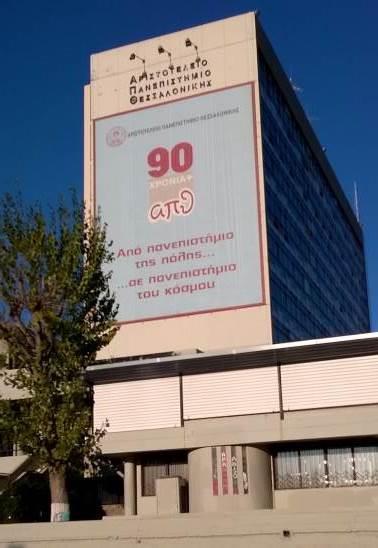 Αριστοτελειο
Πανεπιστημιο
Θεσσαλονικης
ΑΡΙΣΤΟΤΕΛΕΙΟ ΠΑΝΕΠΙΣΤΗΜΙΟ ΘΕΣΣΑΛΟΝΙΚΗΣ
90
ΧΡΟΝΙΑ+
απθ
Από πανεπιστήμιο
της πόλης...
...σε πανεπιστήμιο
του κόσμου